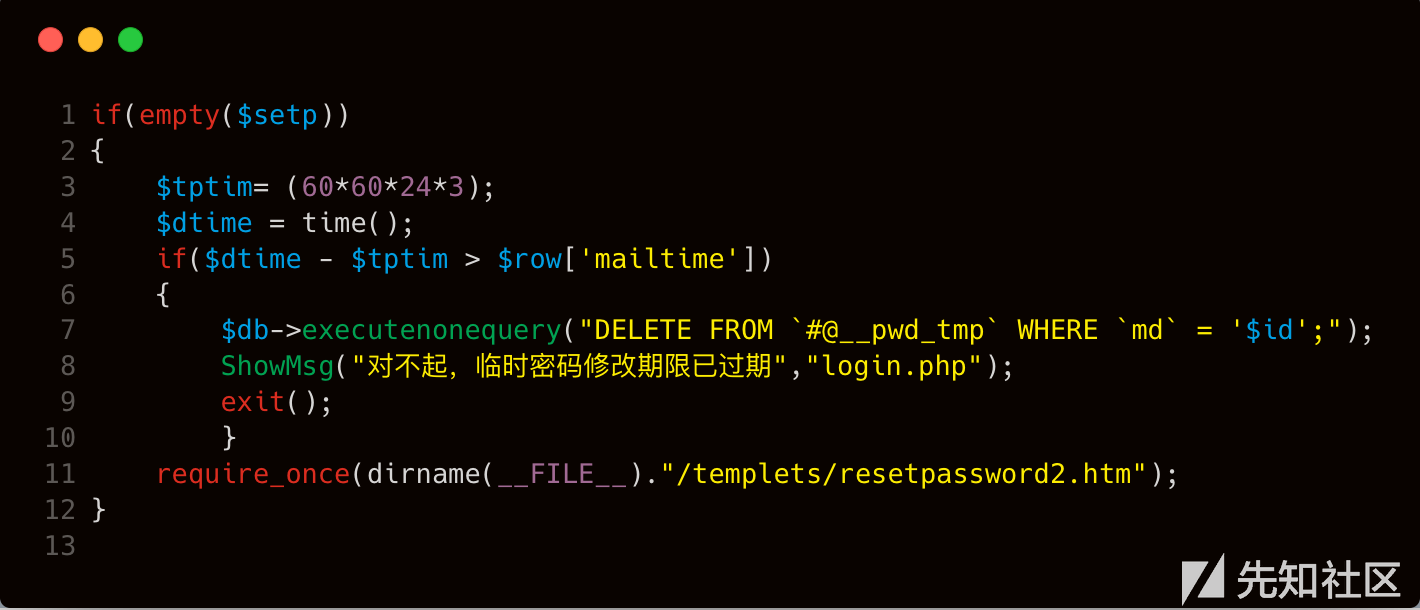 1 if(empty($setp))
2 {
3     $tptim= (60*60*24*3);
4     $dtime = time();
5     if($dtime - $tptim > $row['mailtime'])
6     {
7         $db->executenonequery("DELETE FROM `#@__pwd_tmp` WHERE `md` = '$id';");
8         ShowMsg("对不起，临时密码修改期限已过期","login.php");
9         exit();
10         }
11     require_once(dirname(__FILE__)."/templets/resetpassword2.htm");
12 }
13
先知社区